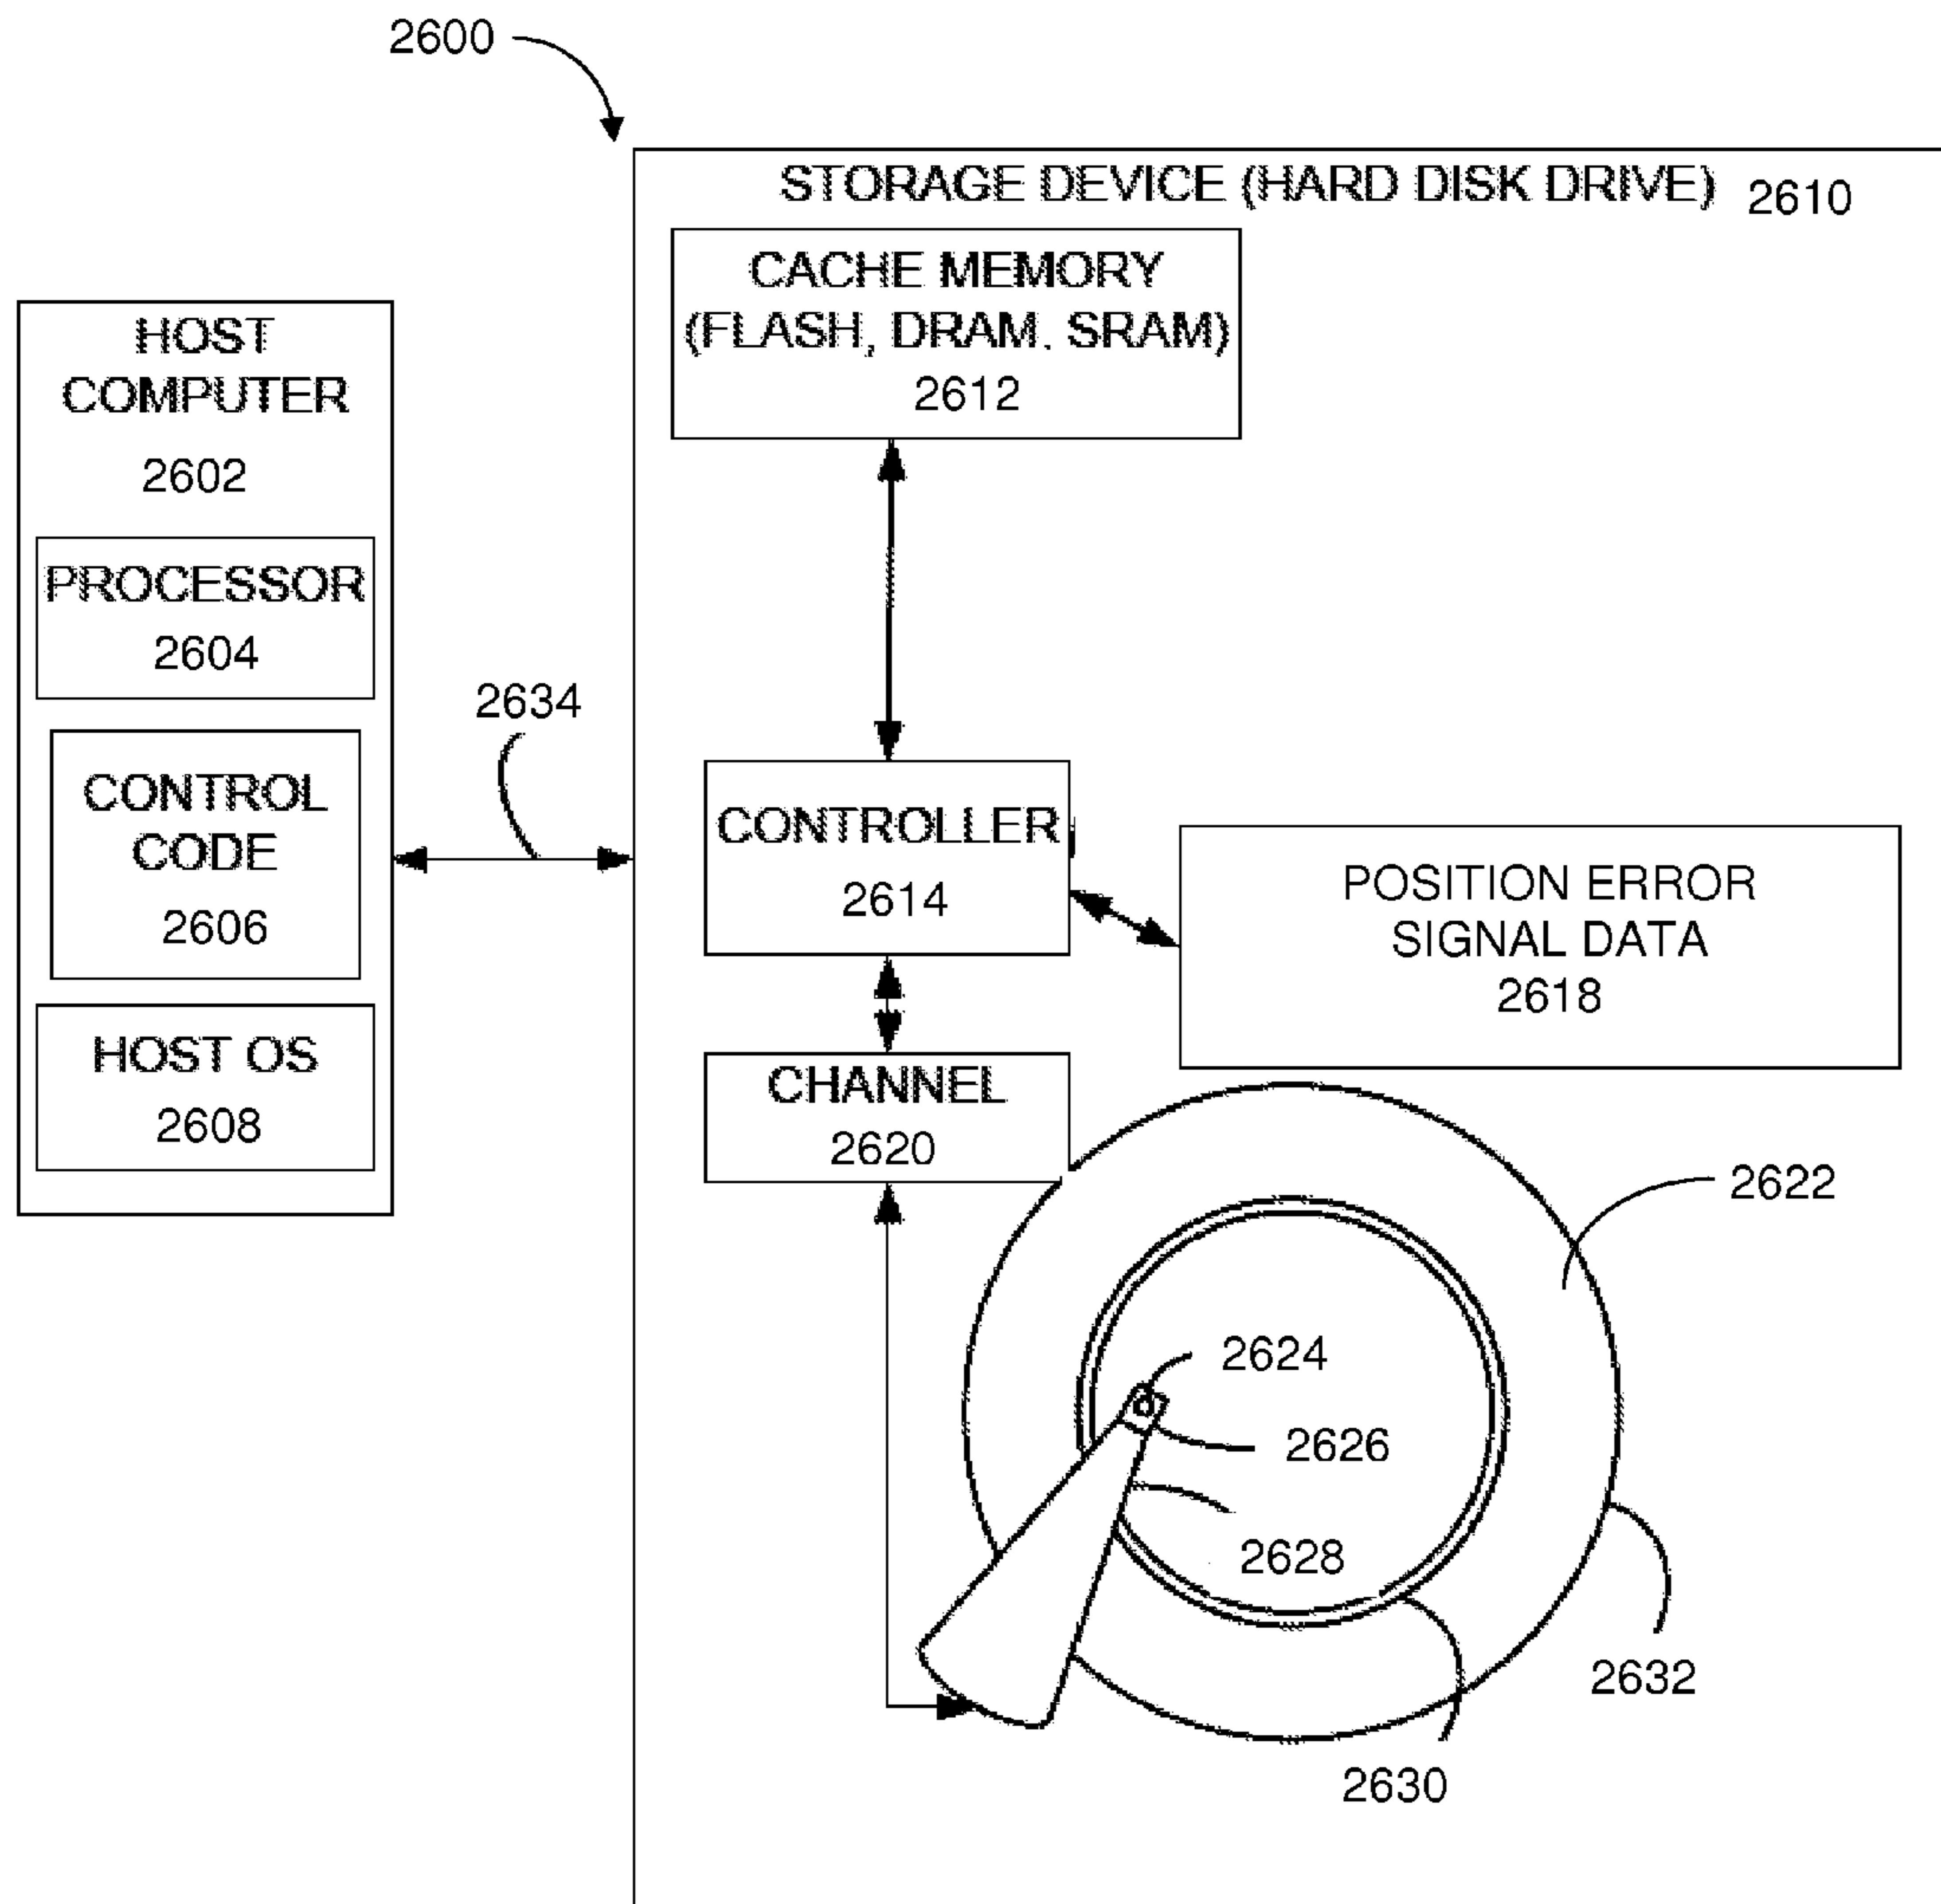 2600
STORAGE DEVICE (HARD DISK DRIVE) 2610
CACHE MEMORY
(FLASH, DRAM. SRAM)
2612
HOST
COMPUTER
2602
PROCESSOR
2604
CONTROL
CODE
2606
HOST OS
2608
2634
CONTROLLER
2614
POSITION ERROR
SIGNAL DATA
2618
CHANNEL
2620
2622
2624
2626
2628
2632
2630